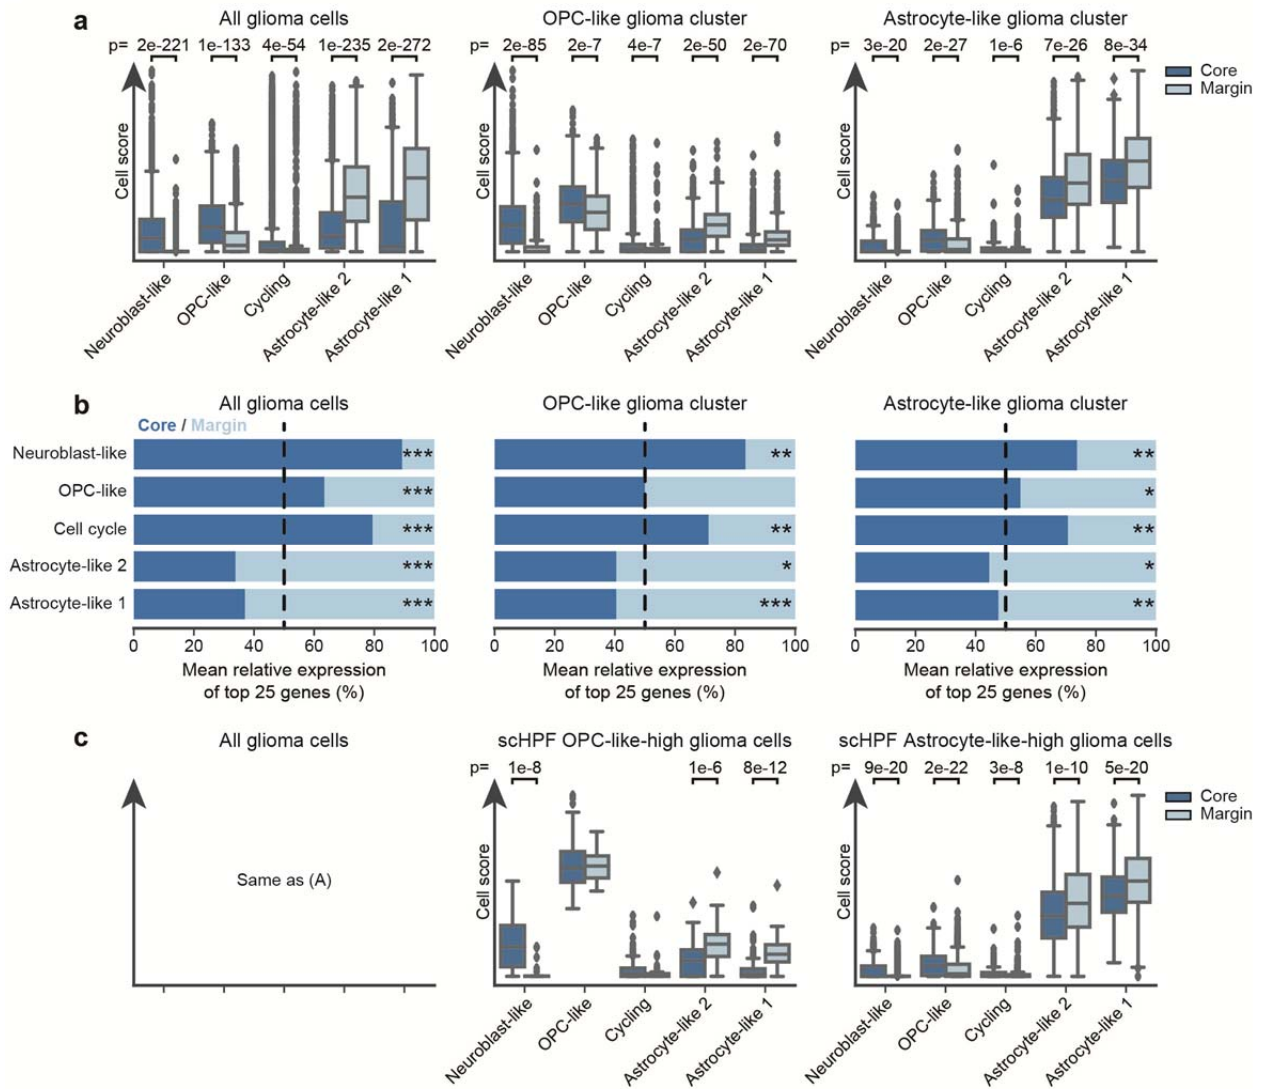 a
All glioma cells
OPC-like glioma cluster
Astrocyte-like glioma cluster
p= 2e-221 1e-133 4e-54 1e-235 2e-272
p= 2e-85 2e-7 4e-7 2e-50 2e-70
p= 3e-20 2e-27 1e-6 7e-26 8e-34
Core
Margin
Cell score
Cell score
Cell score
Neuroblast-like
OPC-like
Cycling
Astrocyte-like 2
Astrocyte-like 1
Neuroblast-like
OPC-like
Cycling
Astrocyte-like 2
Astrocyte-like 1
Neuroblast-like
OPC-like
Cycling
Astrocyte-like 2
Astrocyte-like 1
b
All glioma cells
OPC-like glioma cluster
Astrocyte-like glioma cluster
Core / Margin
Neuroblast-like *** ** **
OPC-like *** *
Cell cycle *** ** **
Astrocyte-like 2 *** * *
Astrocyte-like 1 *** *** **
0 20 40 60 80 100
0 20 40 60 80 100
0 20 40 60 80 100
Mean relative expression
of top 25 genes (%)
Mean relative expression
of top 25 genes (%)
Mean relative expression
of top 25 genes (%)
c
All glioma cells
scHPF OPC-like-high glioma cells
scHPF Astrocyte-like-high glioma cells
p= 1e-8 1e-6 8e-12
p= 9e-20 2e-22 3e-8 1e-10 5e-20
Core
Margin
Same as (A)
Cell score
Cell score
Neuroblast-like
OPC-like
Cycling
Astrocyte-like 2
Astrocyte-like 1
Neuroblast-like
OPC-like
Cycling
Astrocyte-like 2
Astrocyte-like 1